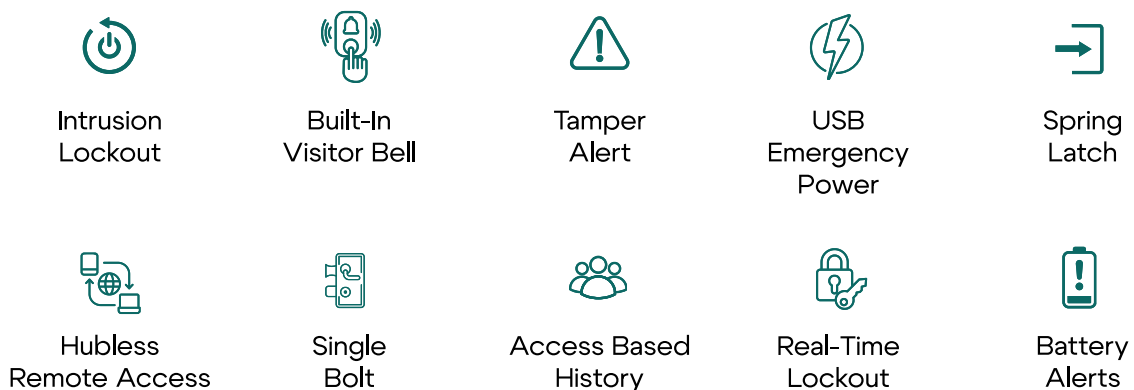 Intrusion
Lockout
Built-In
Visitor Bell
Tamper
Alert
USB
Emergency
Power
Spring
Latch
Hubless
Remote Access
Single
Bolt
Access Based
History
Real-Time
Lockout
Battery
Alerts